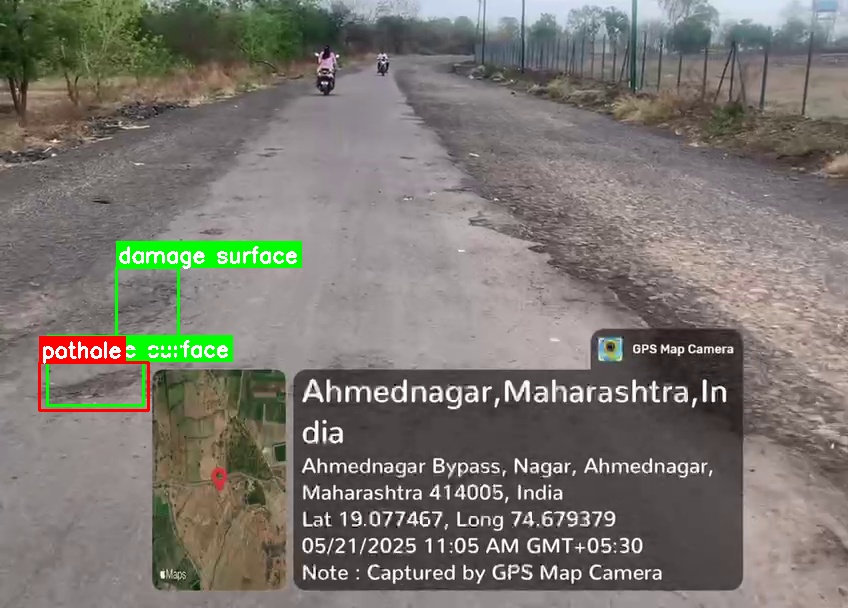 damage surface
pothole
surface
GPS Map Camera
Ahmednagar,Maharashtra,In
dia
Ahmednagar Bypass, Nagar, Ahmednagar,
Maharashtra 414005, India
Lat 19.077467, Long 74.679379
05/21/2025 11:05 AM GMT+05:30
Note : Captured by GPS Map Camera
Maps